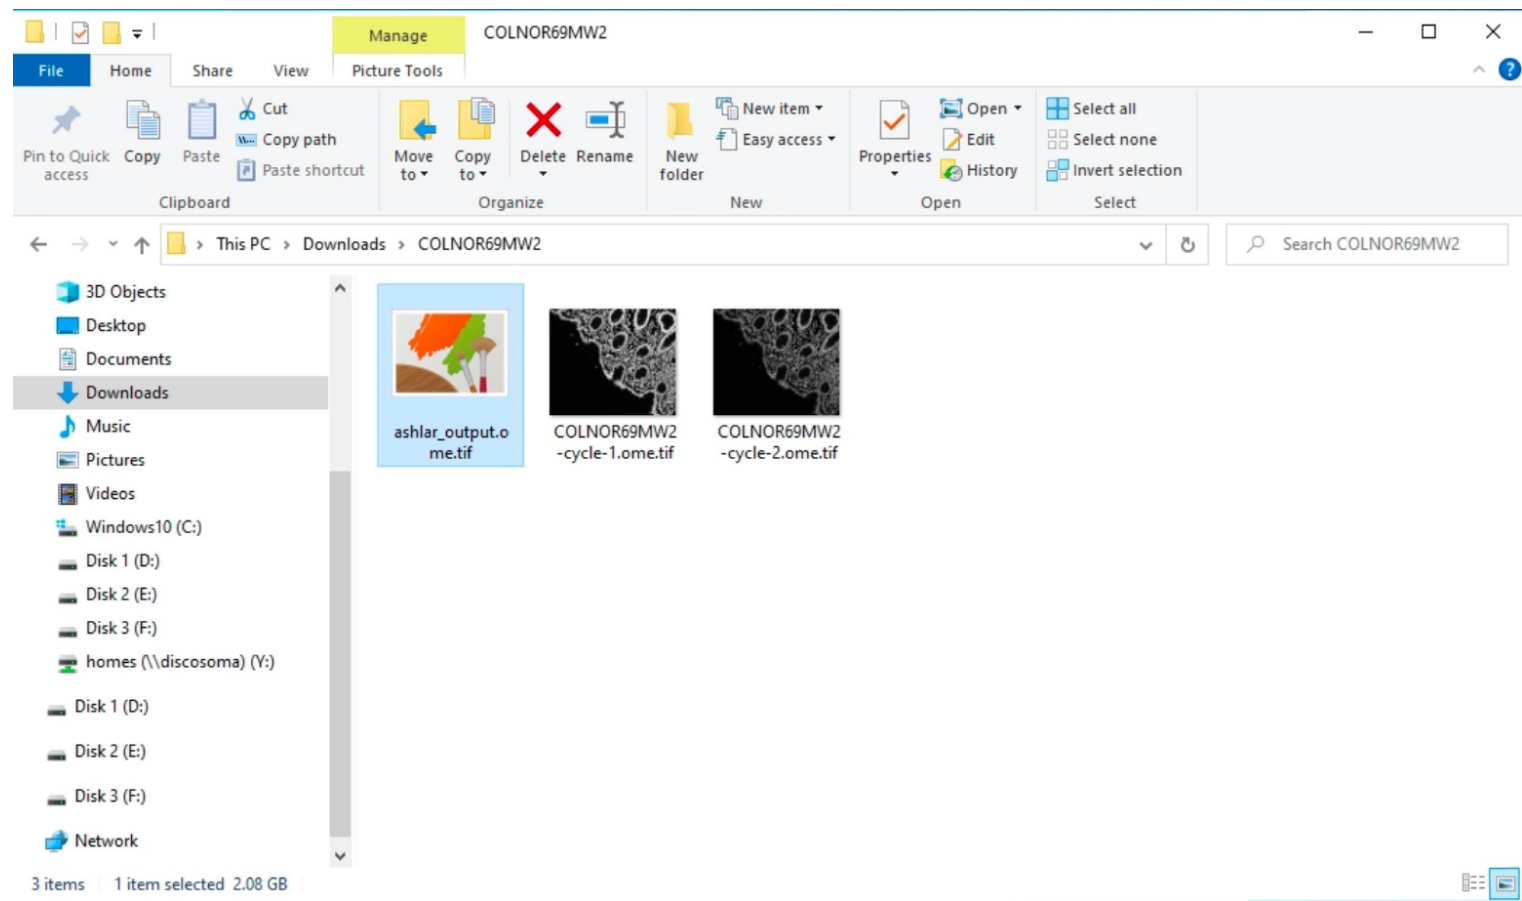 Manage
COLNOR69MW2
File
Home
Share
View
Picture Tools
?
Pin to Quick
access
Copy
Paste
Cut
Copy path
Paste shortcut
Clipboard
Move
to
Copy
to
Delete
Rename
Organize
New
folder
New item
Easy access
New
Properties
Open
Edit
History
Open
Select all
Select none
Invert selection
Select
This PC > Downloads > COLNOR69MW2
Search COLNOR69MW2
3D Objects
Desktop
Documents
Downloads
Music
Pictures
Videos
Windows10 (C:)
Disk 1 (D:)
Disk 2 (E:)
Disk 3 (F:)
homes (\\discosoma) (Y:)
Disk 1 (D:)
Disk 2 (E:)
Disk 3 (F:)
Network
ashlar_output.o
me.tif
COLNOR69MW2
-cycle-1.ome.tif
COLNOR69MW2
-cycle-2.ome.tif
3 items
1 item selected 2.08 GB